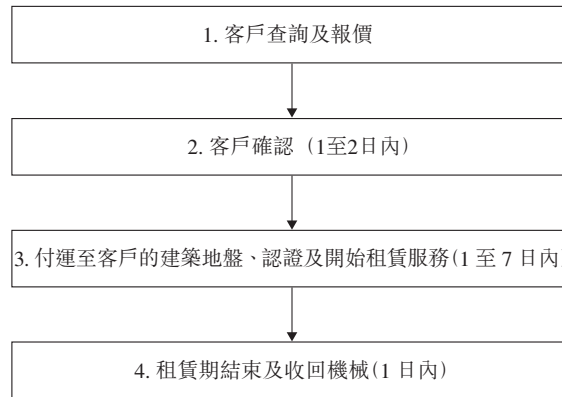 1. 客戶查詢及報價
2. 客戶確認（1至2日內）
3. 付運至客戶的建築地盤、認證及開始租賃服務(1 至 7 日內)
4. 租賃期結束及收回機械(1 日內)